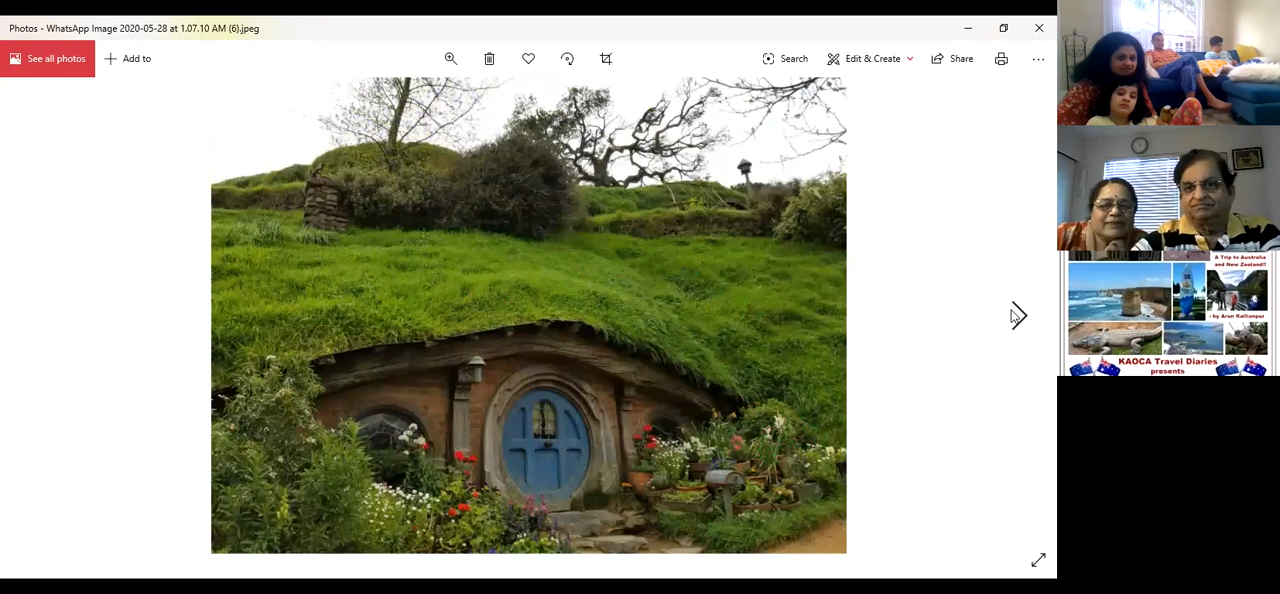 Photos - WhatsApp Image 2020-05-28 at 1.07.10 AM (6).jpeg
See all photos
Add to
Search
Edit & Create
Share
A Trip to Australia
and New Zealand!!
- by Arun Kallianpur
KAOCA Travel Diaries
presents